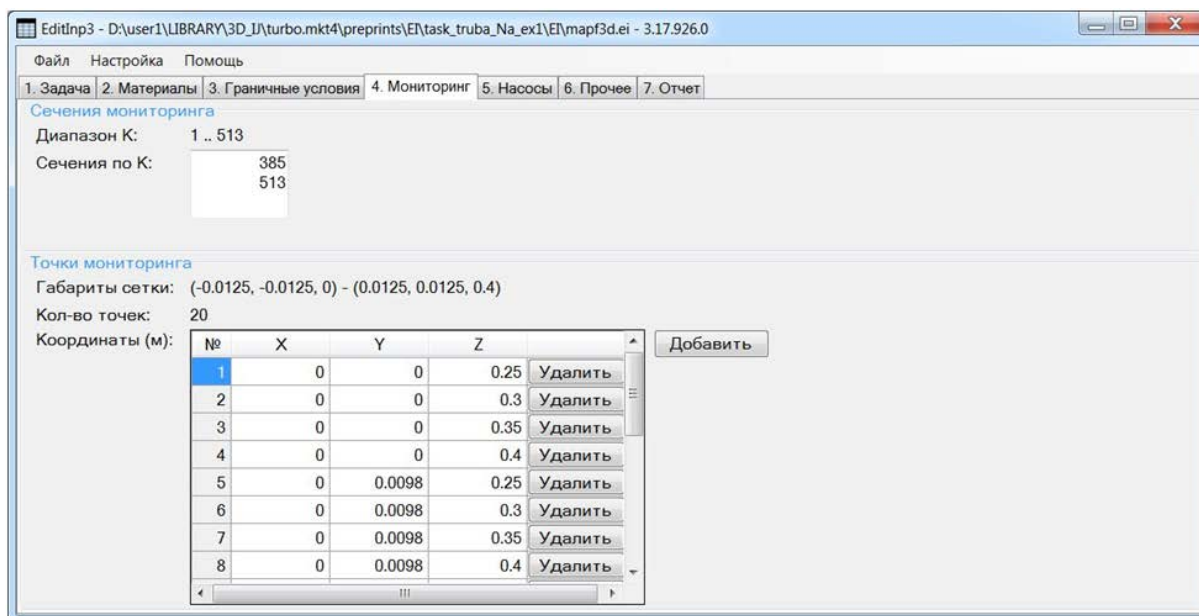 EditInp3 - D:\user1\LIBRARY\3D_IJ\turbo.mkt4\preprints\EI\task_truba_Na_ex1\EI\mapf3d.ei - 3.17.926.0
Файл Настройка Помощь
1. Задача 2. Материалы 3. Граничные условия 4. Мониторинг 5. Насосы 6. Прочее 7. Отчет
Сечения мониторинга
Диапазон K: 1 .. 513
Сечения по K: 385
513
Точки мониторинга
Габариты сетки: (-0.0125, -0.0125, 0) - (0.0125, 0.0125, 0.4)
Кол-во точек: 20
Координаты (м): № X Y Z Добавить
1 0 0 0.25 Удалить
2 0 0 0.3 Удалить
3 0 0 0.35 Удалить
4 0 0 0.4 Удалить
5 0 0.0098 0.25 Удалить
6 0 0.0098 0.3 Удалить
7 0 0.0098 0.35 Удалить
8 0 0.0098 0.4 Удалить